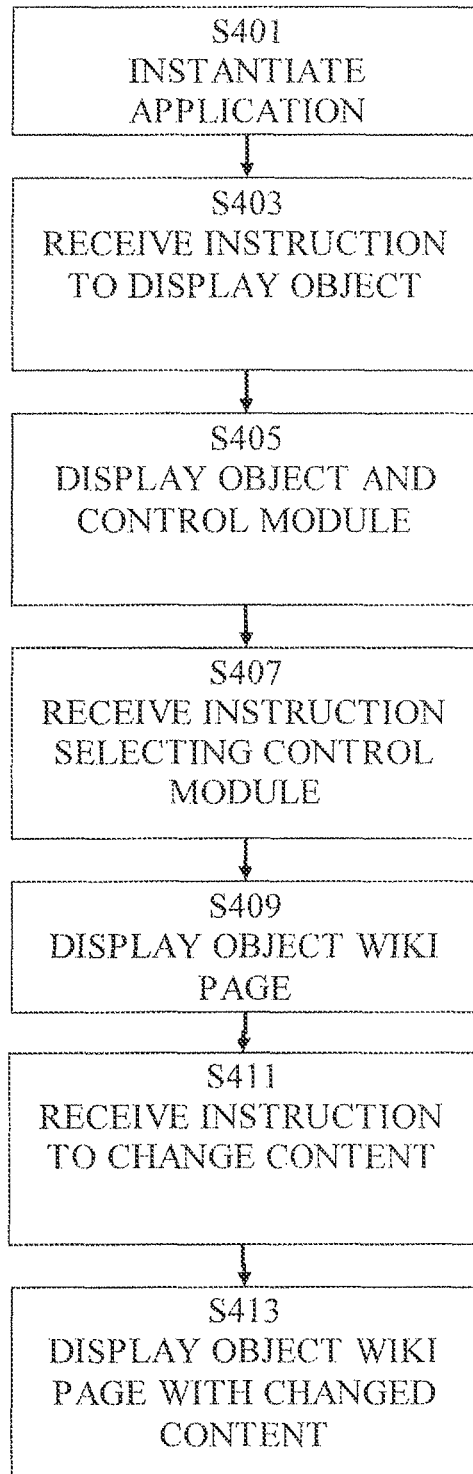 S401
INSTANTIATE
APPLICATION
S403
RECEIVE INSTRUCTION
TO DISPLAY OBJECT
S405
DISPLAY OBJECT AND
CONTROL MODULE
S407
RECEIVE INSTRUCTION
SELECTING CONTROL
MODULE
S409
DISPLAY OBJECT WIKI
PAGE
S411
RECEIVE INSTRUCTION
TO CHANGE CONTENT
S413
DISPLAY OBJECT WIKI
PAGE WITH CHANGED
CONTENT